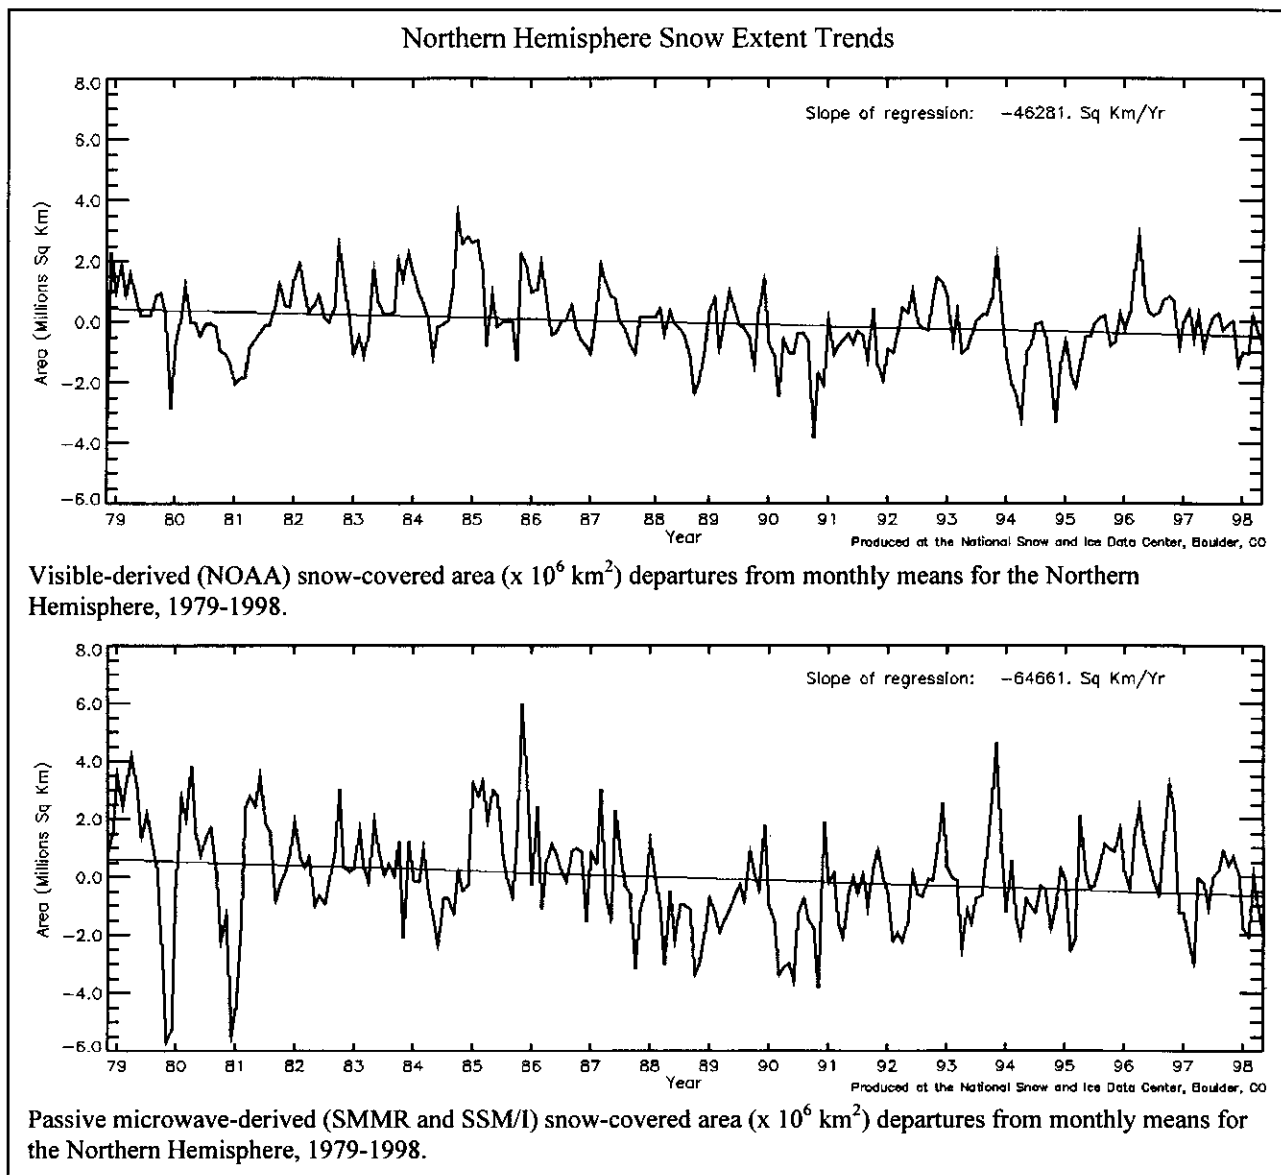 Northern Hemisphere Snow Extent Trends
8.0
6.0
4.0
2.0
0.0
−2.0
−4.0
−6.0
Area (Millions Sq Km)
Slope of regression: −46281. Sq Km/Yr
79 80 81 82 83 84 85 86 87 88 89 90 91 92 93 94 95 96 97 98
Year
Produced at the National Snow and Ice Data Center, Boulder, CO
Visible-derived (NOAA) snow-covered area (x 10⁶ km²) departures from monthly means for the Northern
Hemisphere, 1979-1998.
8.0
6.0
4.0
2.0
0.0
−2.0
−4.0
−6.0
Area (Millions Sq Km)
Slope of regression: −64661. Sq Km/Yr
79 80 81 82 83 84 85 86 87 88 89 90 91 92 93 94 95 96 97 98
Year
Produced at the National Snow and Ice Data Center, Boulder, CO
Passive microwave-derived (SMMR and SSM/I) snow-covered area (x 10⁶ km²) departures from monthly means for
the Northern Hemisphere, 1979-1998.